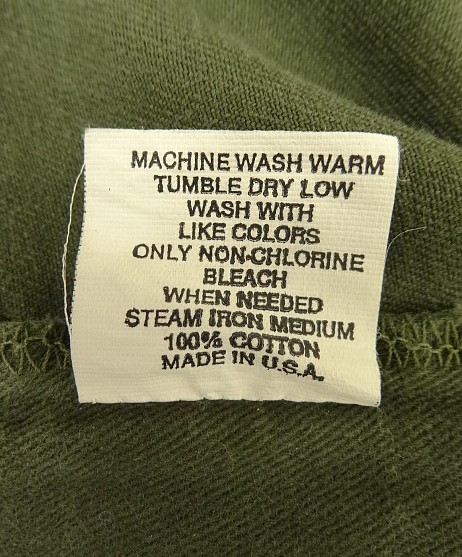 MACHINE WASH WARM
TUMBLE DRY LOW
WASH WITH
LIKE COLORS
ONLY NON-CHLORINE
BLEACH
WHEN NEEDED
STEAM IRON MEDIUM
100% COTTON
MADE IN U.S.A.